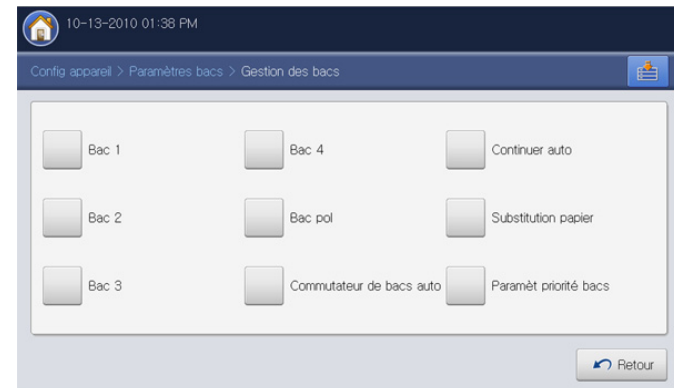 10-13-2010 01:38 PM
Config appareil > Paramètres bacs > Gestion des bacs
Bac 1
Bac 4
Continuer auto
Bac 2
Bac pol
Substitution papier
Bac 3
Commutateur de bacs auto
Paramèt priorité bacs
Retour